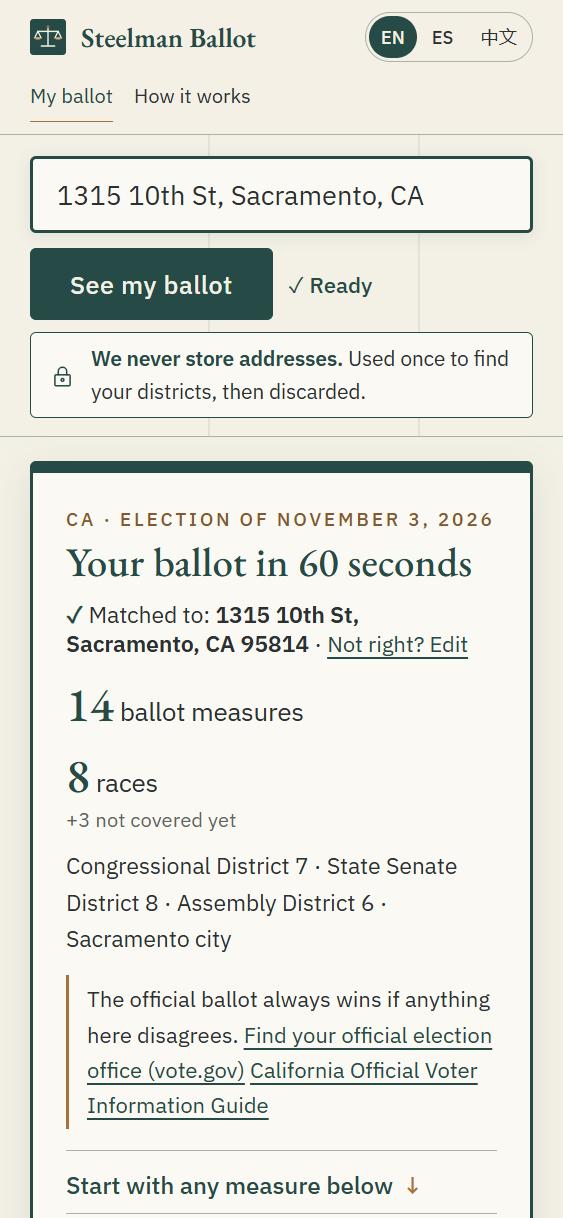 Steelman Ballot
EN ES 中文
My ballot How it works
1315 10th St, Sacramento, CA
See my ballot ✓ Ready
We never store addresses. Used once to find
your districts, then discarded.
CA · ELECTION OF NOVEMBER 3, 2026
Your ballot in 60 seconds
✓ Matched to: 1315 10th St,
Sacramento, CA 95814 · Not right? Edit
14 ballot measures
8 races
+3 not covered yet
Congressional District 7 · State Senate
District 8 · Assembly District 6 ·
Sacramento city
The official ballot always wins if anything
here disagrees. Find your official election
office (vote.gov) California Official Voter
Information Guide
Start with any measure below ↓